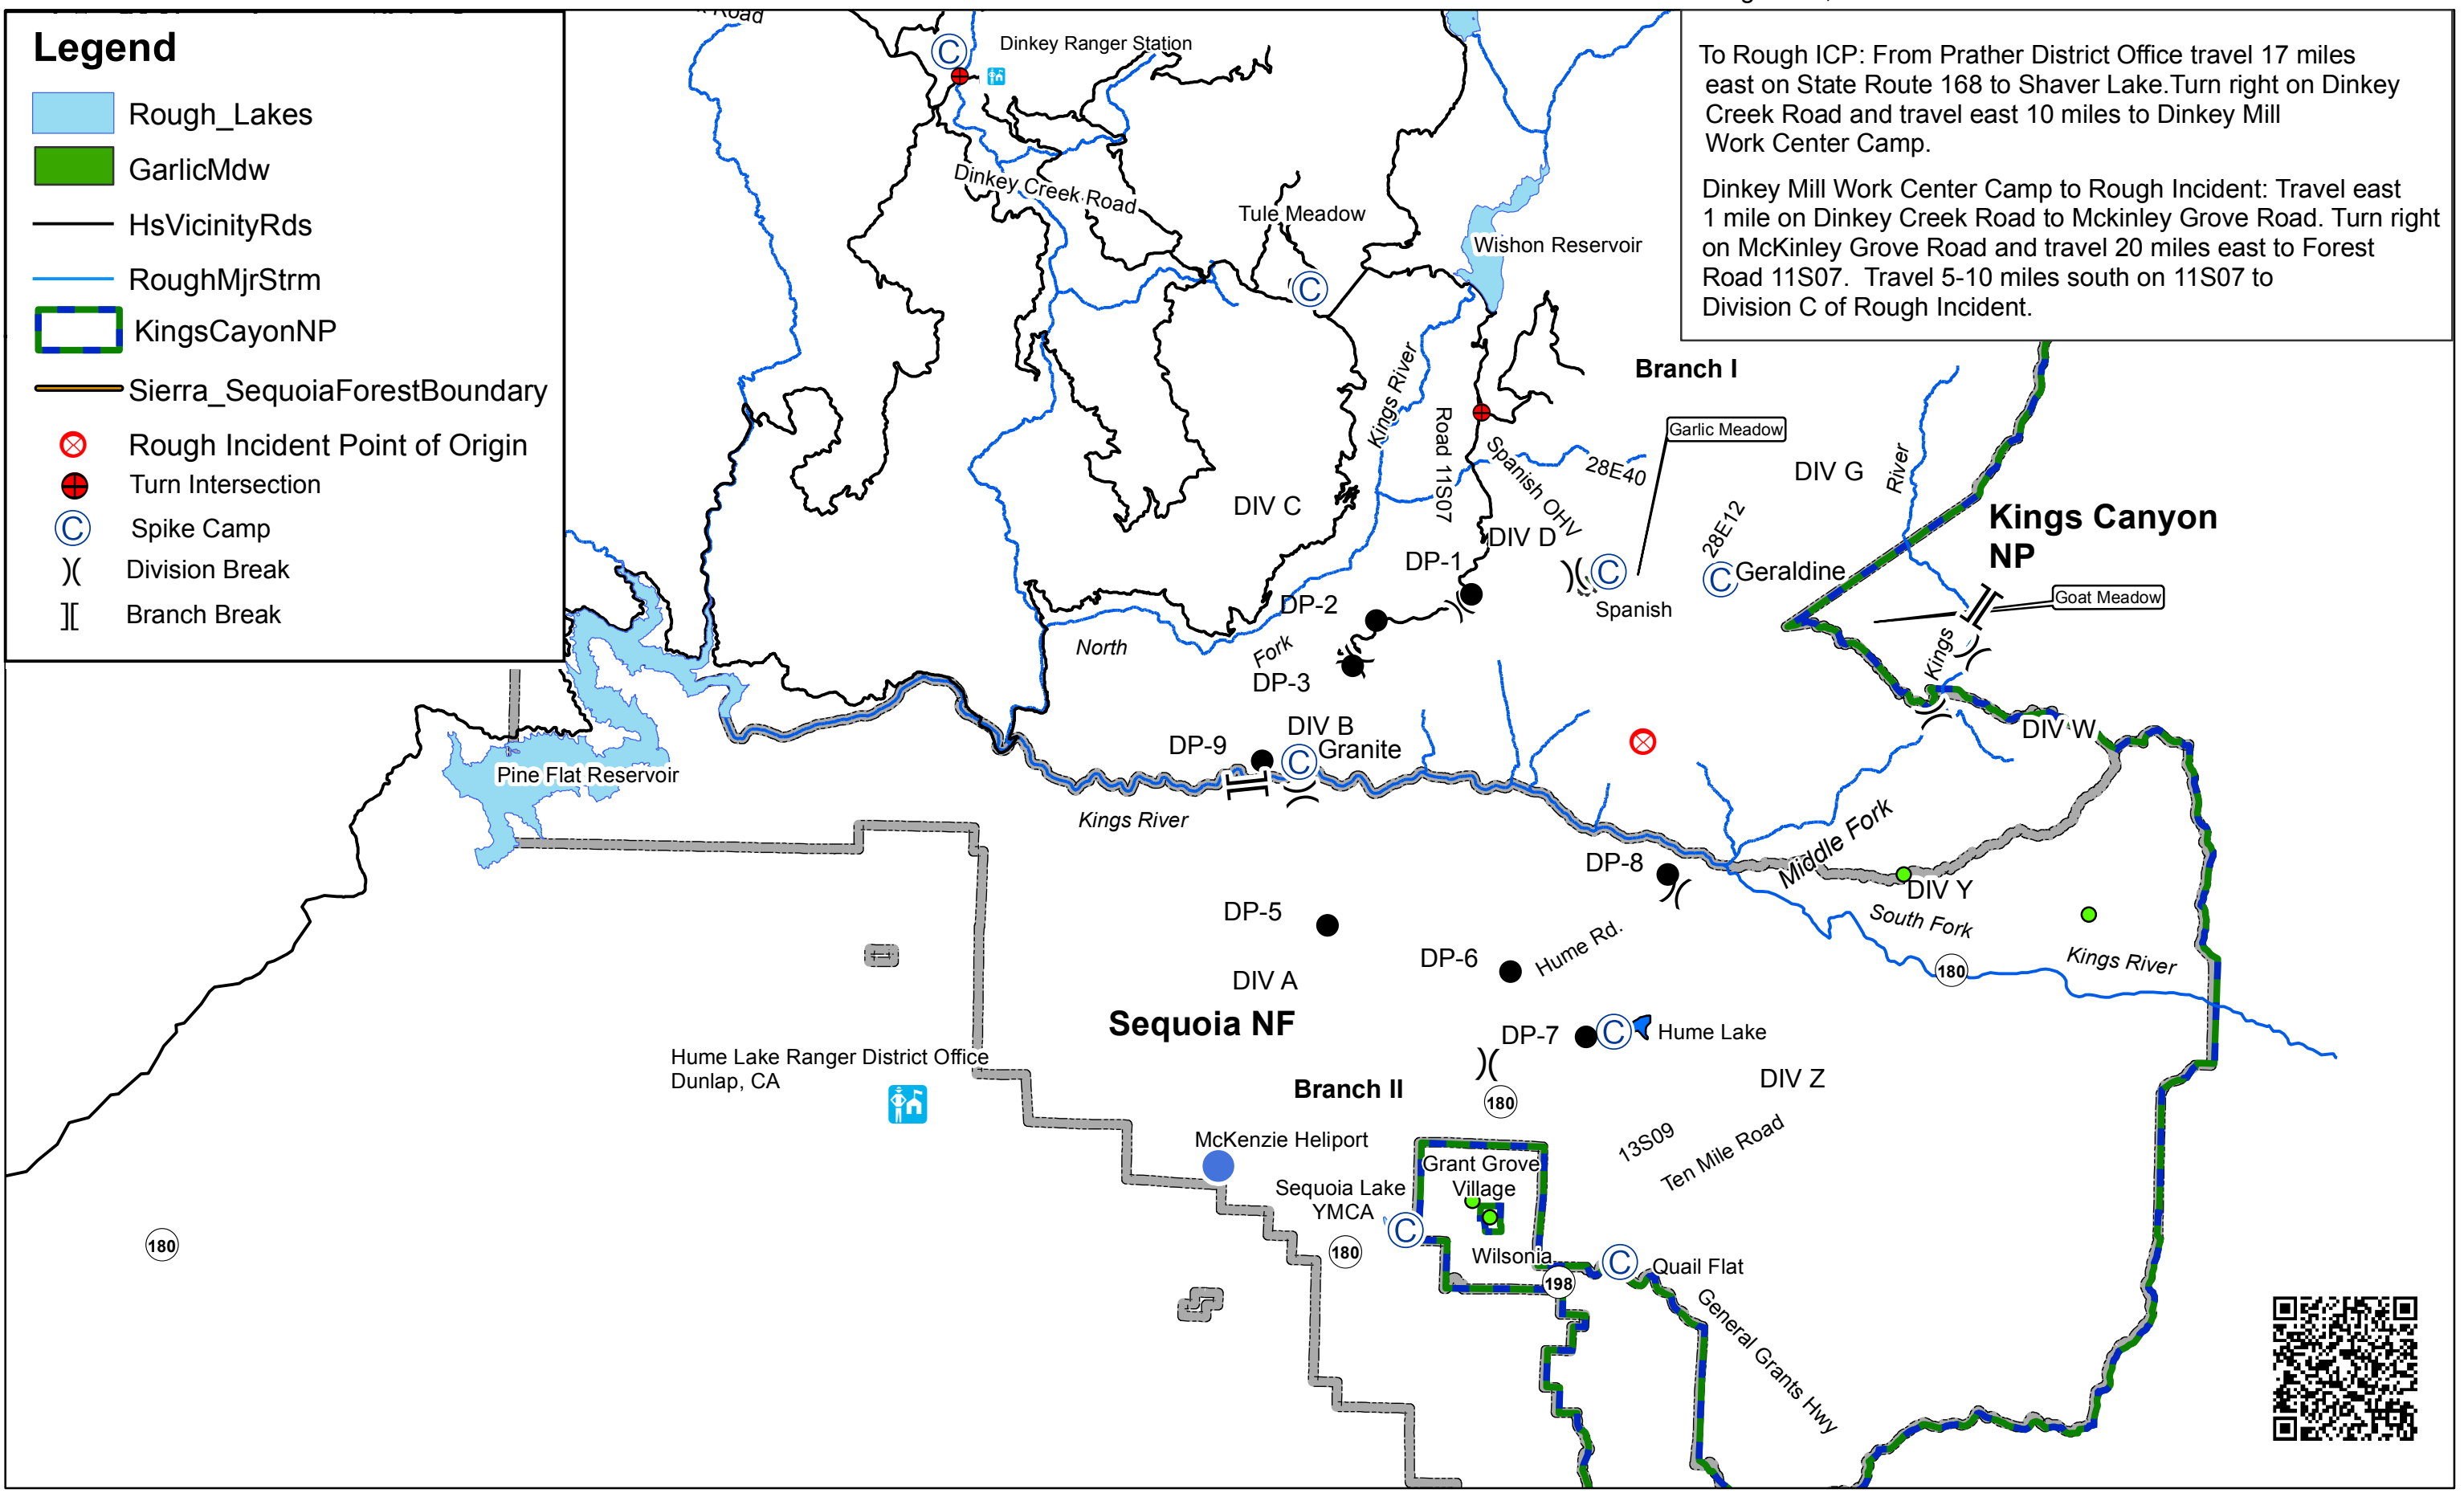 Legend
Rough_Lakes
GarlicMdw
HsVicinityRds
RoughMjrStrm
KingsCayonNP
Sierra_SequoiaForestBoundary
Rough Incident Point of Origin
Turn Intersection
C
Spike Camp
)( Division Break
][ Branch Break
To Rough ICP: From Prather District Office travel 17 miles
east on State Route 168 to Shaver Lake.Turn right on Dinkey
Creek Road and travel east 10 miles to Dinkey Mill
Work Center Camp.
Dinkey Mill Work Center Camp to Rough Incident: Travel east
1 mile on Dinkey Creek Road to Mckinley Grove Road. Turn right
on McKinley Grove Road and travel 20 miles east to Forest
Road 11S07. Travel 5-10 miles south on 11S07 to
Division C of Rough Incident.
Road
C
Dinkey Ranger Station
Dinkey Creek Road
Tule Meadow
C
Wishon Reservoir
Branch I
Kings River
Road 11S07
Spanish OHV
28E40
Garlic Meadow
DIV G
River
28E12
Kings Canyon
NP
DIV C
DIV D
DP-1
C
Spanish
C
Geraldine
Goat Meadow
DP-2
North
Fork
DP-3
Kings
DIV W
DIV B
DP-9
C
Granite
Pine Flat Reservoir
Kings River
Middle Fork
DP-8
DIV Y
South Fork
DP-5
DP-6
Hume Rd.
180
Kings River
DIV A
Sequoia NF
DP-7
C
Hume Lake
Hume Lake Ranger District Office
Dunlap, CA
DIV Z
Branch II
180
McKenzie Heliport
13S09
Ten Mile Road
Grant Grove
Village
Sequoia Lake
YMCA
C
180
180
Wilsonia
198
C
Quail Flat
General Grants Hwy